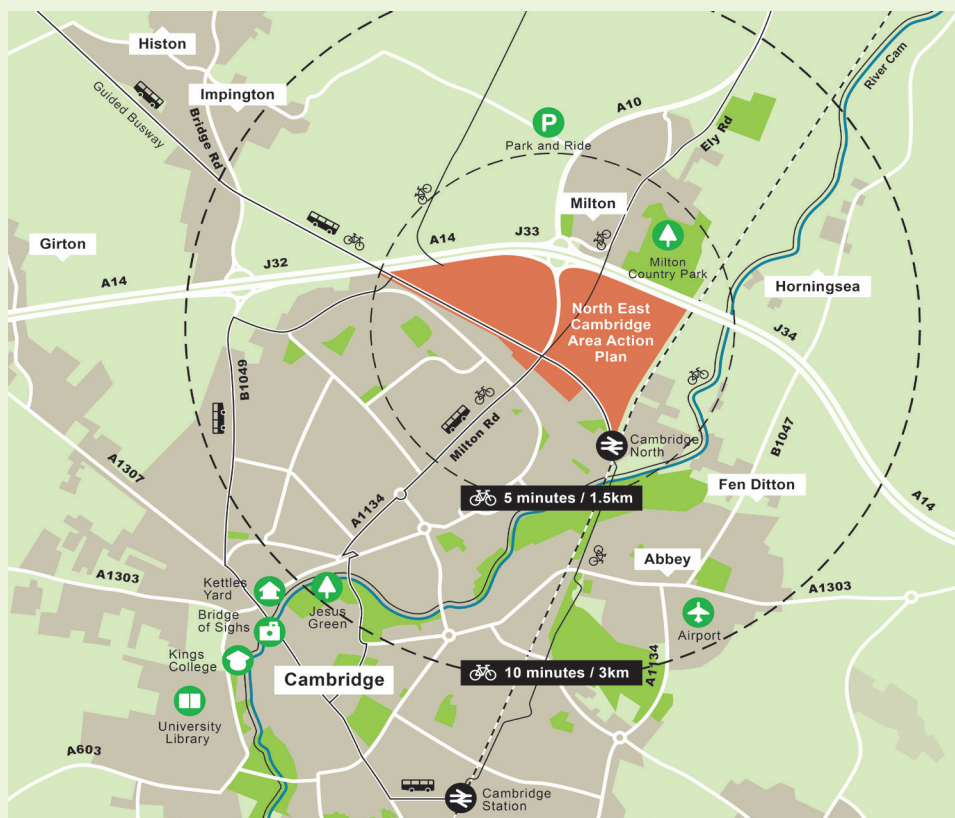 Histon
Impington
Guided Busway
Bridge Rd
River Cam
A10
Ely Rd
P
Park and Ride
Milton
Girton
A14
J32
A14
J33
Milton
Country Park
Horningsea
North East
Cambridge
Area Action
Plan
J34
B1049
Milton Rd
Cambridge
North
B1047
A1307
Fen Ditton
A14
5 minutes / 1.5km
A1134
Abbey
A1303
Kettles
Yard
Jesus
Green
A1303
Bridge
of Sighs
Airport
Kings
College
Cambridge
10 minutes / 3km
A1134
University
Library
A603
Cambridge
Station